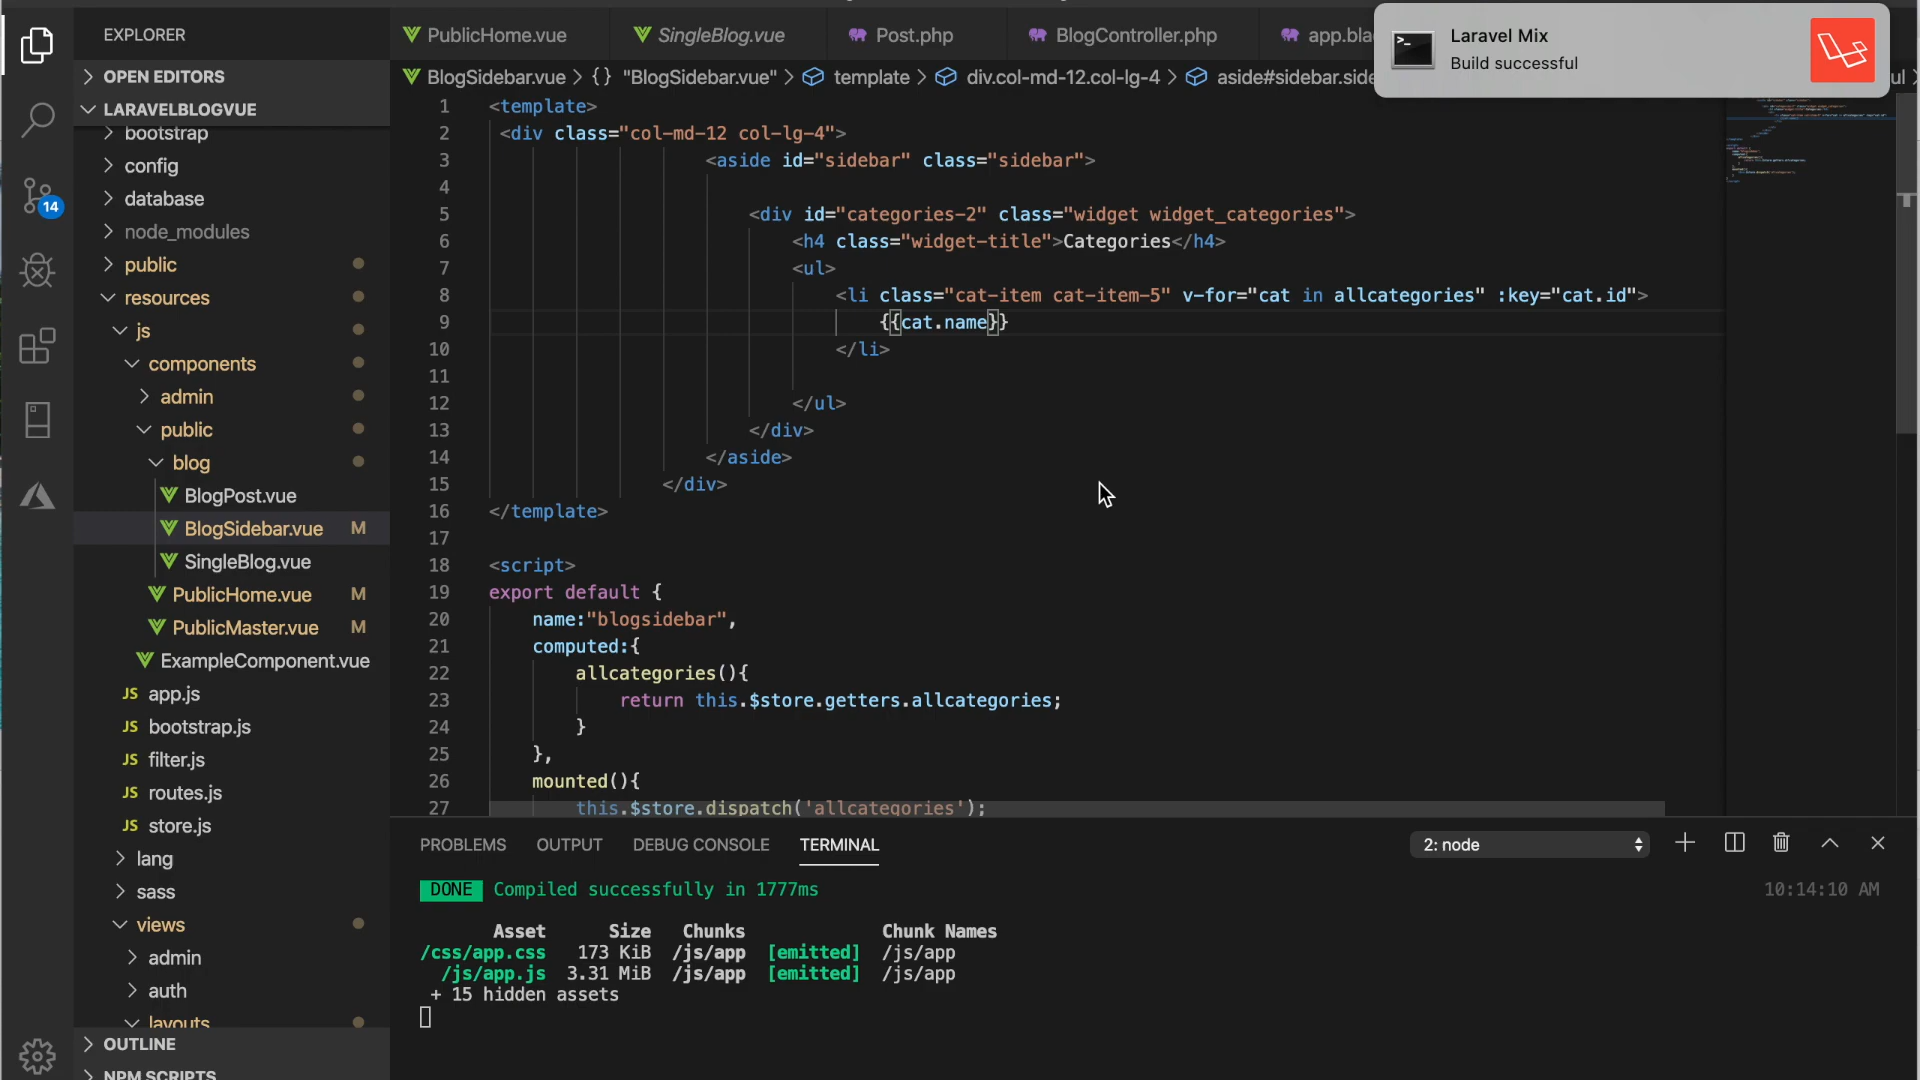 EXPLORER
OPEN EDITORS
LARAVELBLOGVUE
bootstrap
config
database
node_modules
public
resources
js
components
admin
public
blog
BlogPost.vue
BlogSidebar.vue M
SingleBlog.vue
PublicHome.vue M
PublicMaster.vue M
ExampleComponent.vue
JS app.js
JS bootstrap.js
JS filter.js
JS routes.js
JS store.js
lang
sass
views
admin
auth
layouts
OUTLINE
NPM SCRIPTS
14
PublicHome.vue SingleBlog.vue Post.php BlogController.php app.bla
Laravel Mix
Build successful
BlogSidebar.vue > {} "BlogSidebar.vue" > template > div.col-md-12.col-lg-4 > aside#sidebar.side
1 <template>
2 <div class="col-md-12 col-lg-4">
3 <aside id="sidebar" class="sidebar">
4
5 <div id="categories-2" class="widget widget_categories">
6 <h4 class="widget-title">Categories</h4>
7 <ul>
8 <li class="cat-item cat-item-5" v-for="cat in allcategories" :key="cat.id">
9 {{cat.name}}
10 </li>
11
12 </ul>
13 </div>
14 </aside>
15 </div>
16 </template>
17
18 <script>
19 export default {
20 name:"blogsidebar",
21 computed:{
22 allcategories(){
23 return this.$store.getters.allcategories;
24 }
25 },
26 mounted(){
27 this.$store.dispatch('allcategories');
PROBLEMS OUTPUT DEBUG CONSOLE TERMINAL 2: node
DONE Compiled successfully in 1777ms 10:14:10 AM
Asset Size Chunks Chunk Names
/css/app.css 173 KiB /js/app [emitted] /js/app
/js/app.js 3.31 MiB /js/app [emitted] /js/app
+ 15 hidden assets